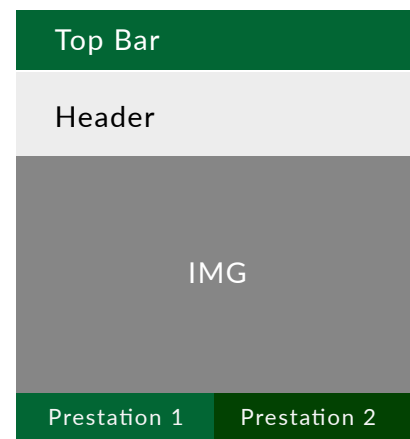 Top Bar
Header
IMG
Prestation 1
Prestation 2